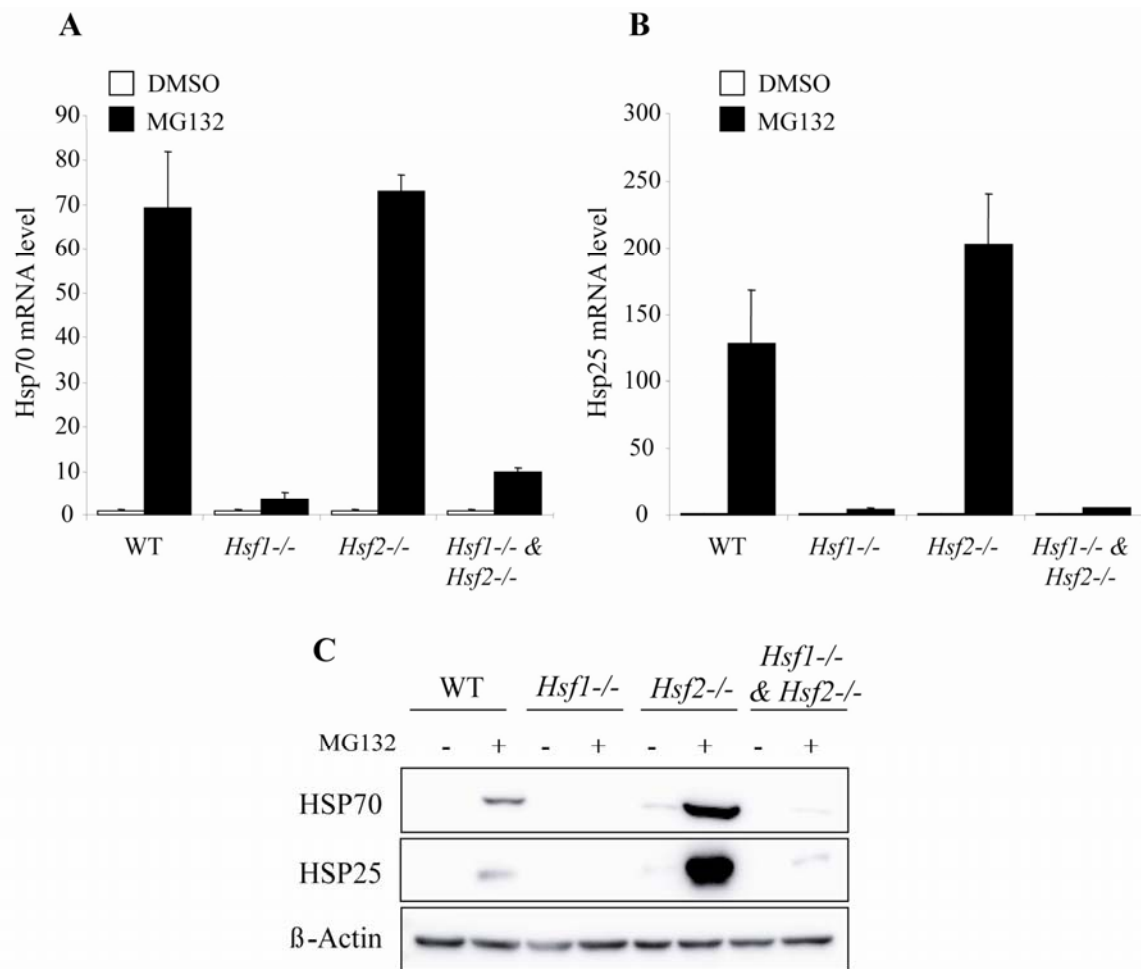 A
DMSO
MG132
Hsp70 mRNA level
90
80
70
60
50
40
30
20
10
0
WT
Hsf1-/-
Hsf2-/-
Hsf1-/- &
Hsf2-/-
B
DMSO
MG132
Hsp25 mRNA level
300
250
200
150
100
50
0
WT
Hsf1-/-
Hsf2-/-
Hsf1-/- &
Hsf2-/-
C
WT
Hsf1-/-
Hsf2-/-
Hsf1-/-
& Hsf2-/-
MG132 - + - + - + - +
HSP70
HSP25
ß-Actin